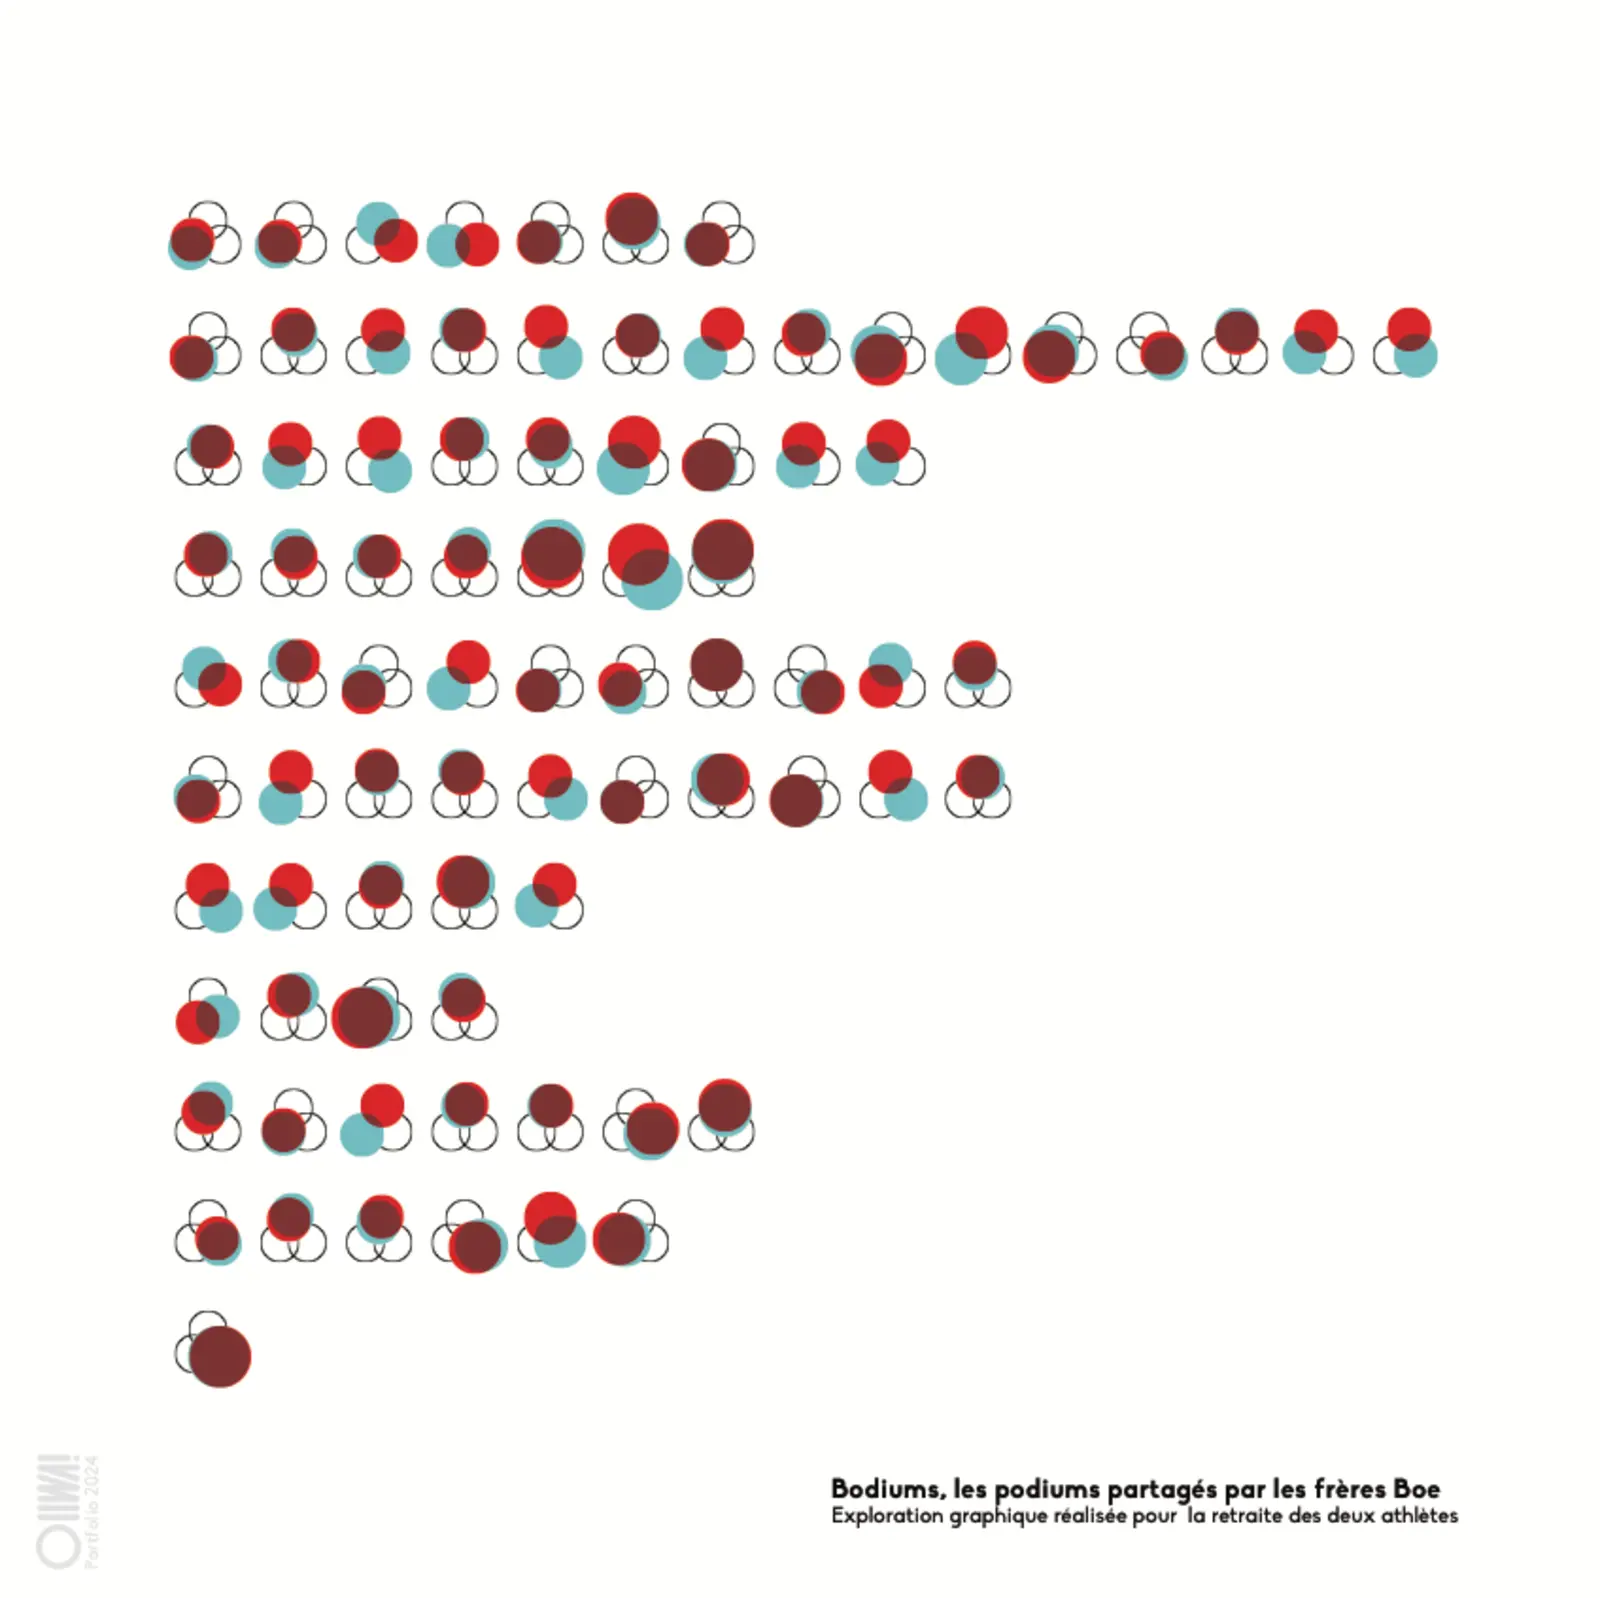 Bodiums, les podiums partagés par les frères Boe
Exploration graphique réalisée pour la retraite des deux athlètes
OIIWI!
Portfolio 2024